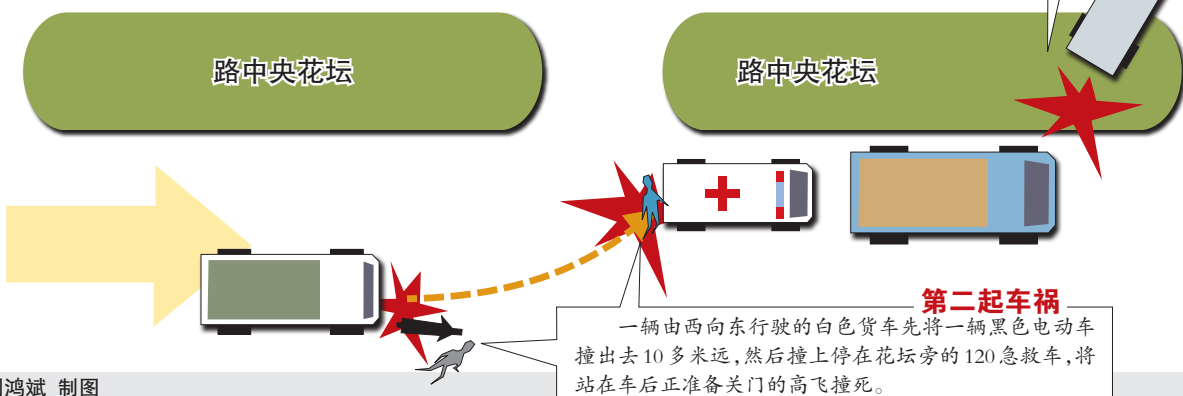 路中央花坛
路中央花坛
第二起车祸
一辆由西向东行驶的白色货车先将一辆黑色电动车
撞出去10多米远,然后撞上停在花坛旁的120急救车,将
站在车后正准备关门的高飞撞死。
鸿斌 制图